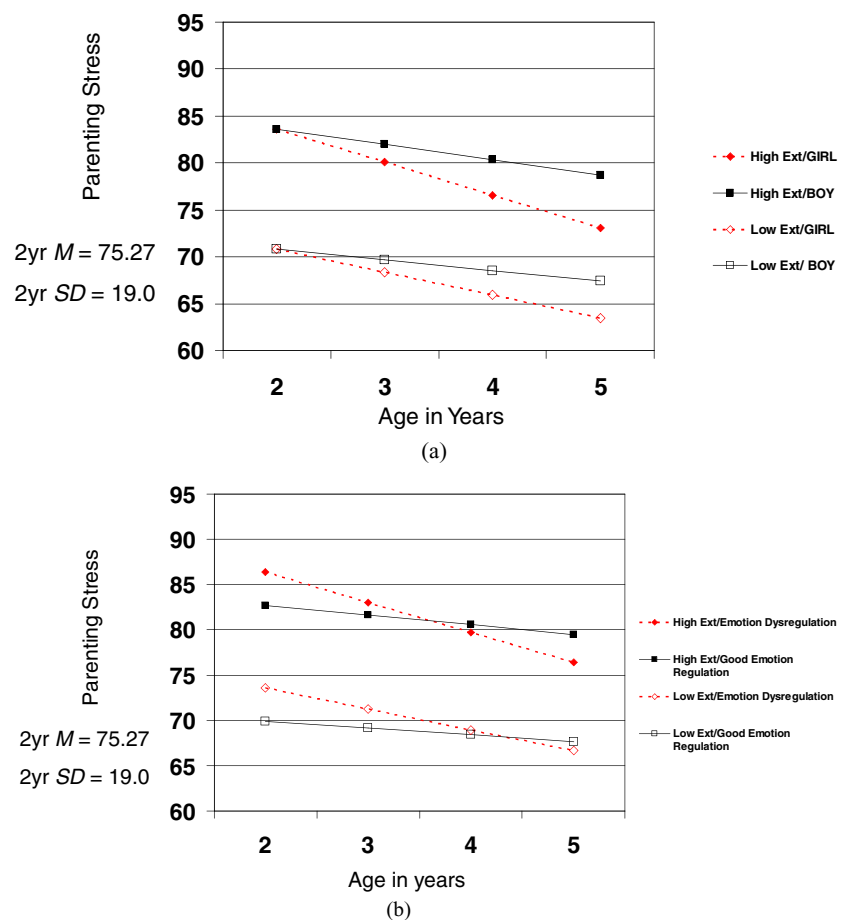 Parenting Stress
2yr M = 75.27
2yr SD = 19.0
95
90
85
80
75
70
65
60
2 3 4 5
Age in Years
High Ext/GIRL
High Ext/BOY
Low Ext/GIRL
Low Ext/ BOY
(a)
Parenting Stress
2yr M = 75.27
2yr SD = 19.0
95
90
85
80
75
70
65
60
2 3 4 5
Age in years
High Ext/Emotion Dysregulation
High Ext/Good Emotion
Regulation
Low Ext/Emotion Dysregulation
Low Ext/Good Emotion
Regulation
(b)